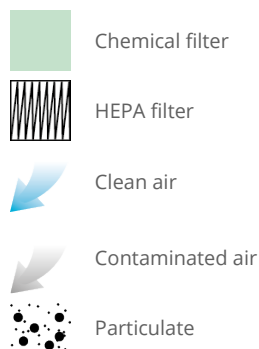 Chemical filter
HEPA filter
Clean air
Contaminated air
Particulate